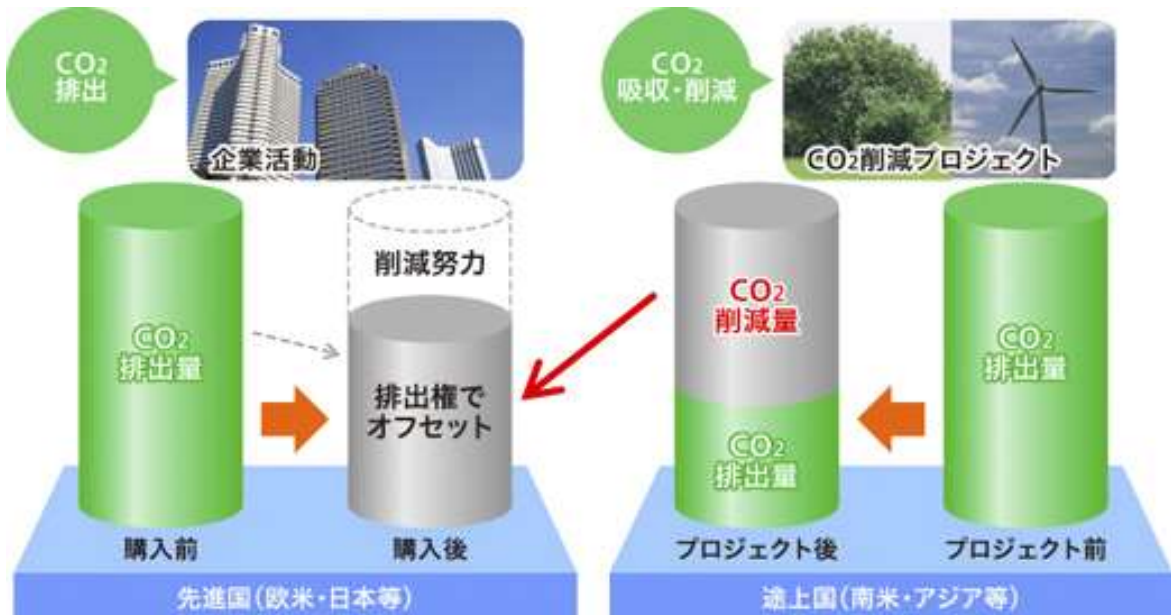 CO2
排出
企業活動
CO2
吸収・削減
CO2削減プロジェクト
CO2
排出量
削減努力
排出権で
オフセット
CO2
削減量
CO2
排出量
CO2
排出量
購入前
購入後
プロジェクト後
プロジェクト前
先進国(欧米・日本等)
途上国(南米・アジア等)